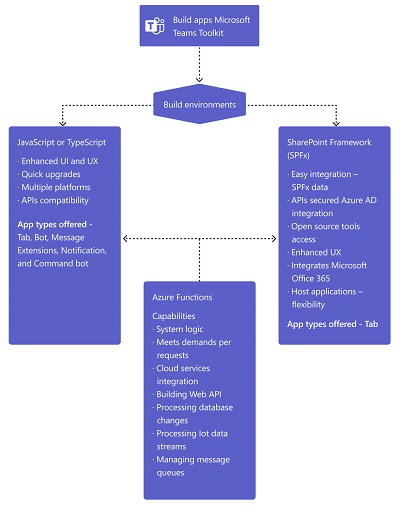 Build apps Microsoft
Teams Toolkit
Build environments
JavaScript or TypeScript
· Enhanced UI and UX
· Quick upgrades
· Multiple platforms
· APIs compatibility
App types offered -
Tab, Bot, Message
Extensions, Notification,
and Command bot
SharePoint Framework
(SPFx)
· Easy integration –
SPFx data
· APIs secured Azure AD
integration
· Open source tools
access
· Enhanced UX
· Integrates Microsoft
Office 365
· Host applications –
flexibility
App types offered - Tab
Azure Functions
Capabilities
· System logic
· Meets demands per
requests
· Cloud services
integration
· Building Web API
· Processing database
changes
· Processing Iot data
streams
· Managing message
queues